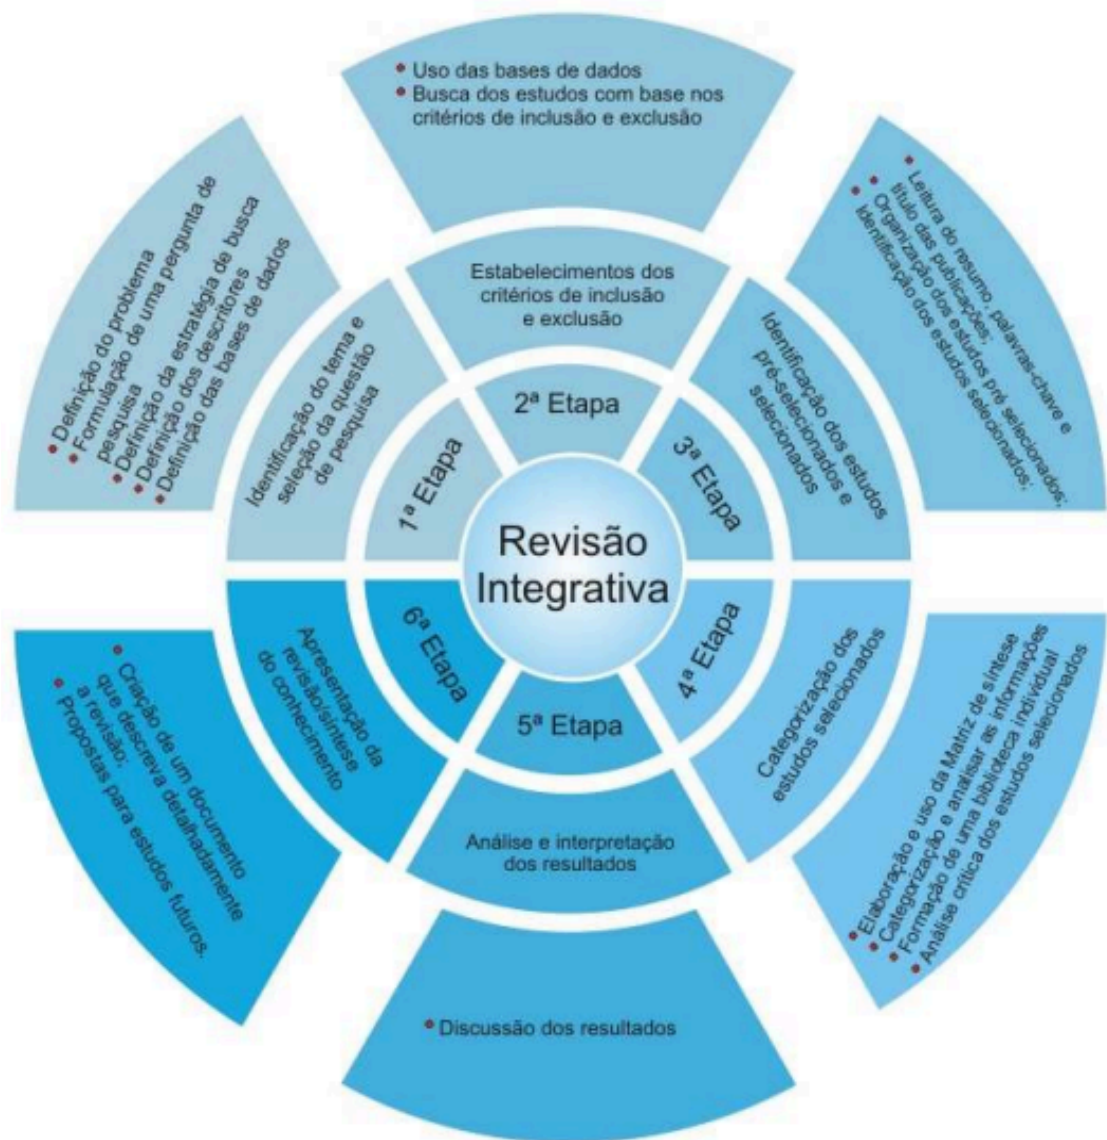 Revisão
Integrativa
1ª Etapa
Identificação do tema e
seleção da questão
de pesquisa
• Definição do problema
• Formulação de uma pergunta de
pesquisa
• Definição da estratégia de busca
• Definição dos descritores
• Definição das bases de dados
2ª Etapa
Estabelecimentos dos
critérios de inclusão
e exclusão
• Uso das bases de dados
• Busca dos estudos com base nos
critérios de inclusão e exclusão
3ª Etapa
Identificação dos estudos
pré-selecionados e
selecionados
• Leitura do resumo, palavras-chave e
título das publicações;
• Organização dos estudos pré selecionados;
• Identificação dos estudos selecionados;
4ª Etapa
Categorização dos
estudos selecionados
• Elaboração e uso da Matriz de síntese
• Categorização e analisar as informações
• Formação de uma biblioteca individual
• Análise crítica dos estudos selecionados
5ª Etapa
Análise e interpretação
dos resultados
• Discussão dos resultados
6ª Etapa
Apresentação da
revisão/síntese
do conhecimento
• Criação de um documento
que descreva detalhadamente
a revisão;
• Propostas para estudos futuros.